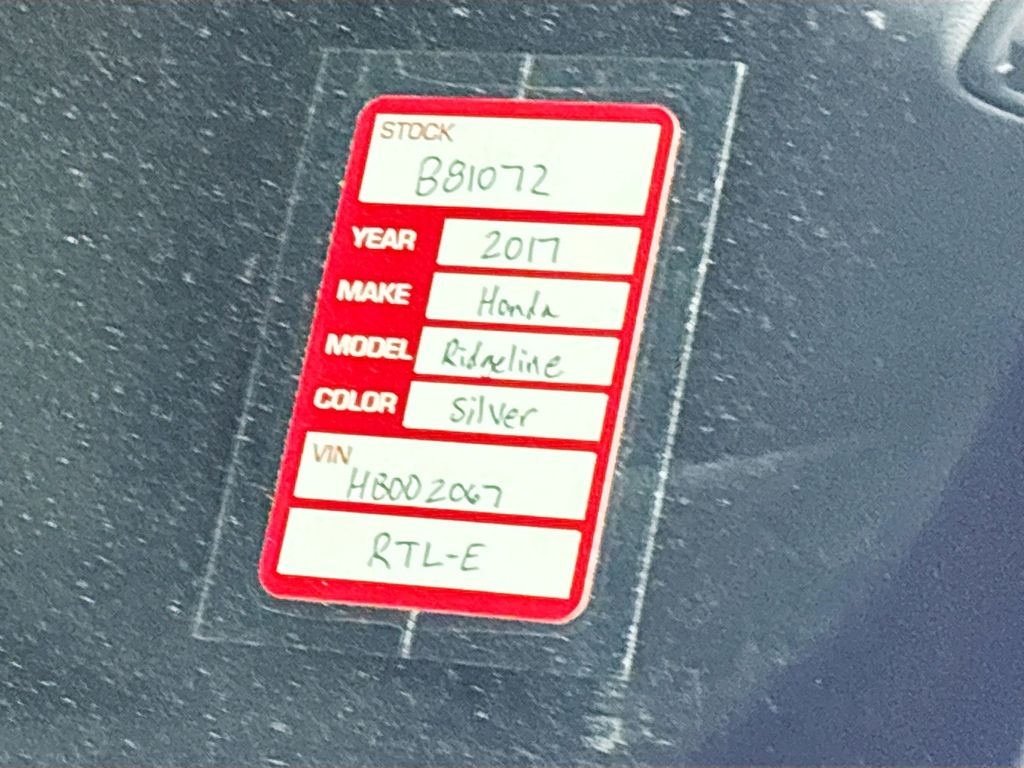 STOCK
B81072
YEAR 2017
MAKE Honda
MODEL Ridgeline
COLOR Silver
VIN
HB002067
RTL-E